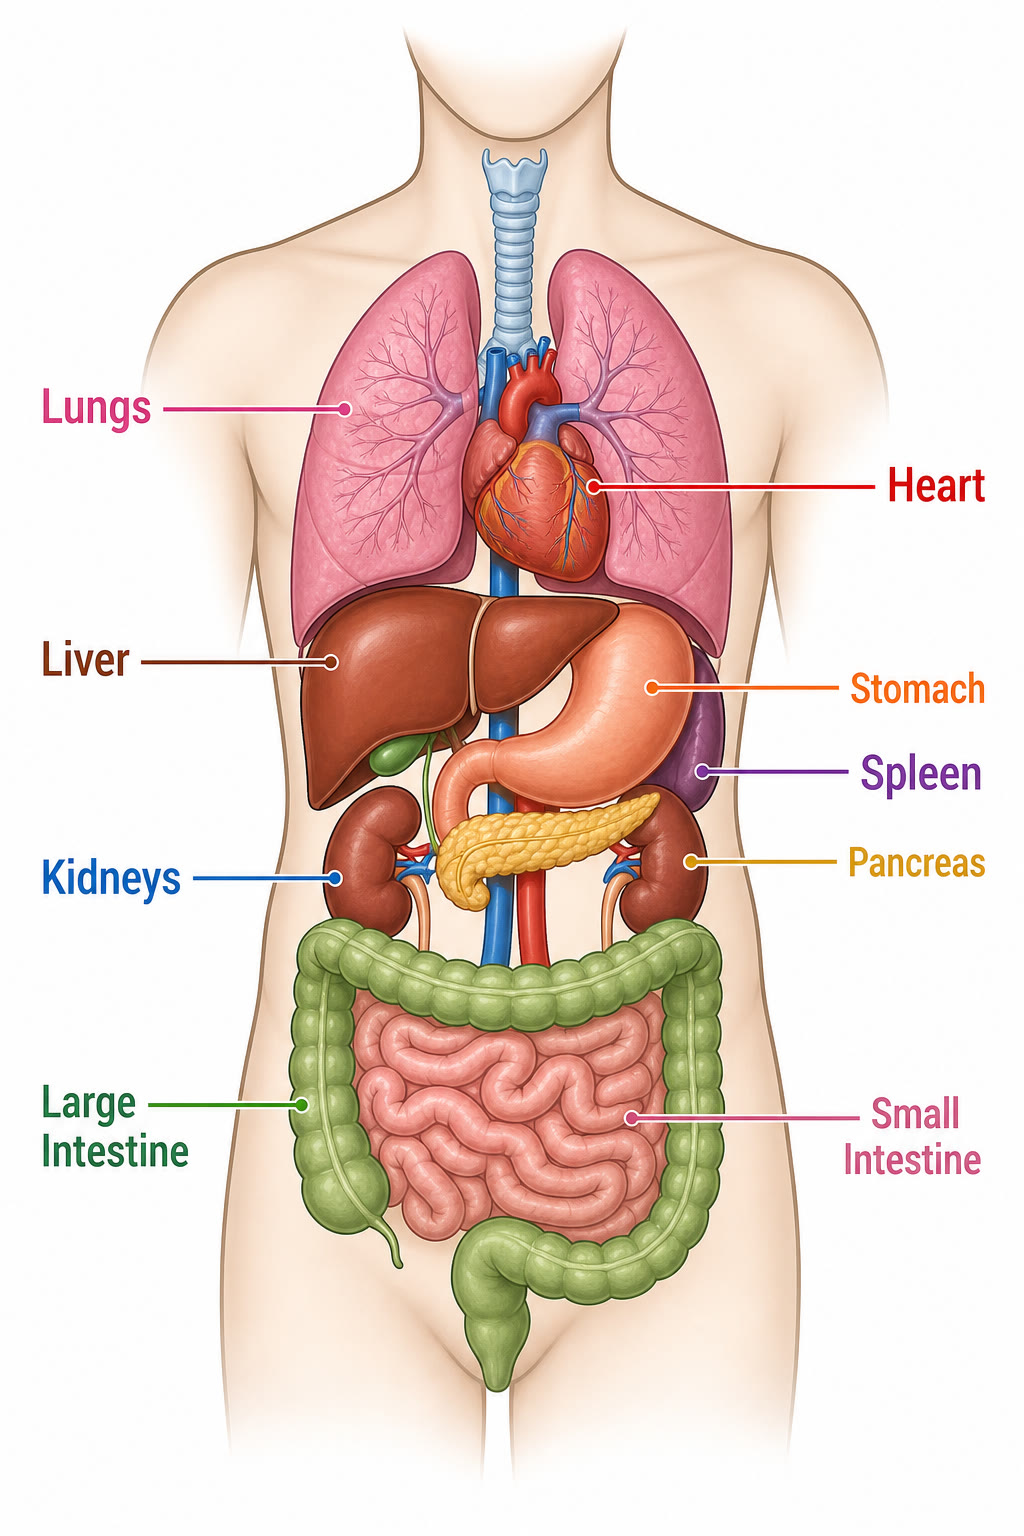 Lungs
Heart
Liver
Stomach
Spleen
Kidneys
Pancreas
Large
Intestine
Small
Intestine